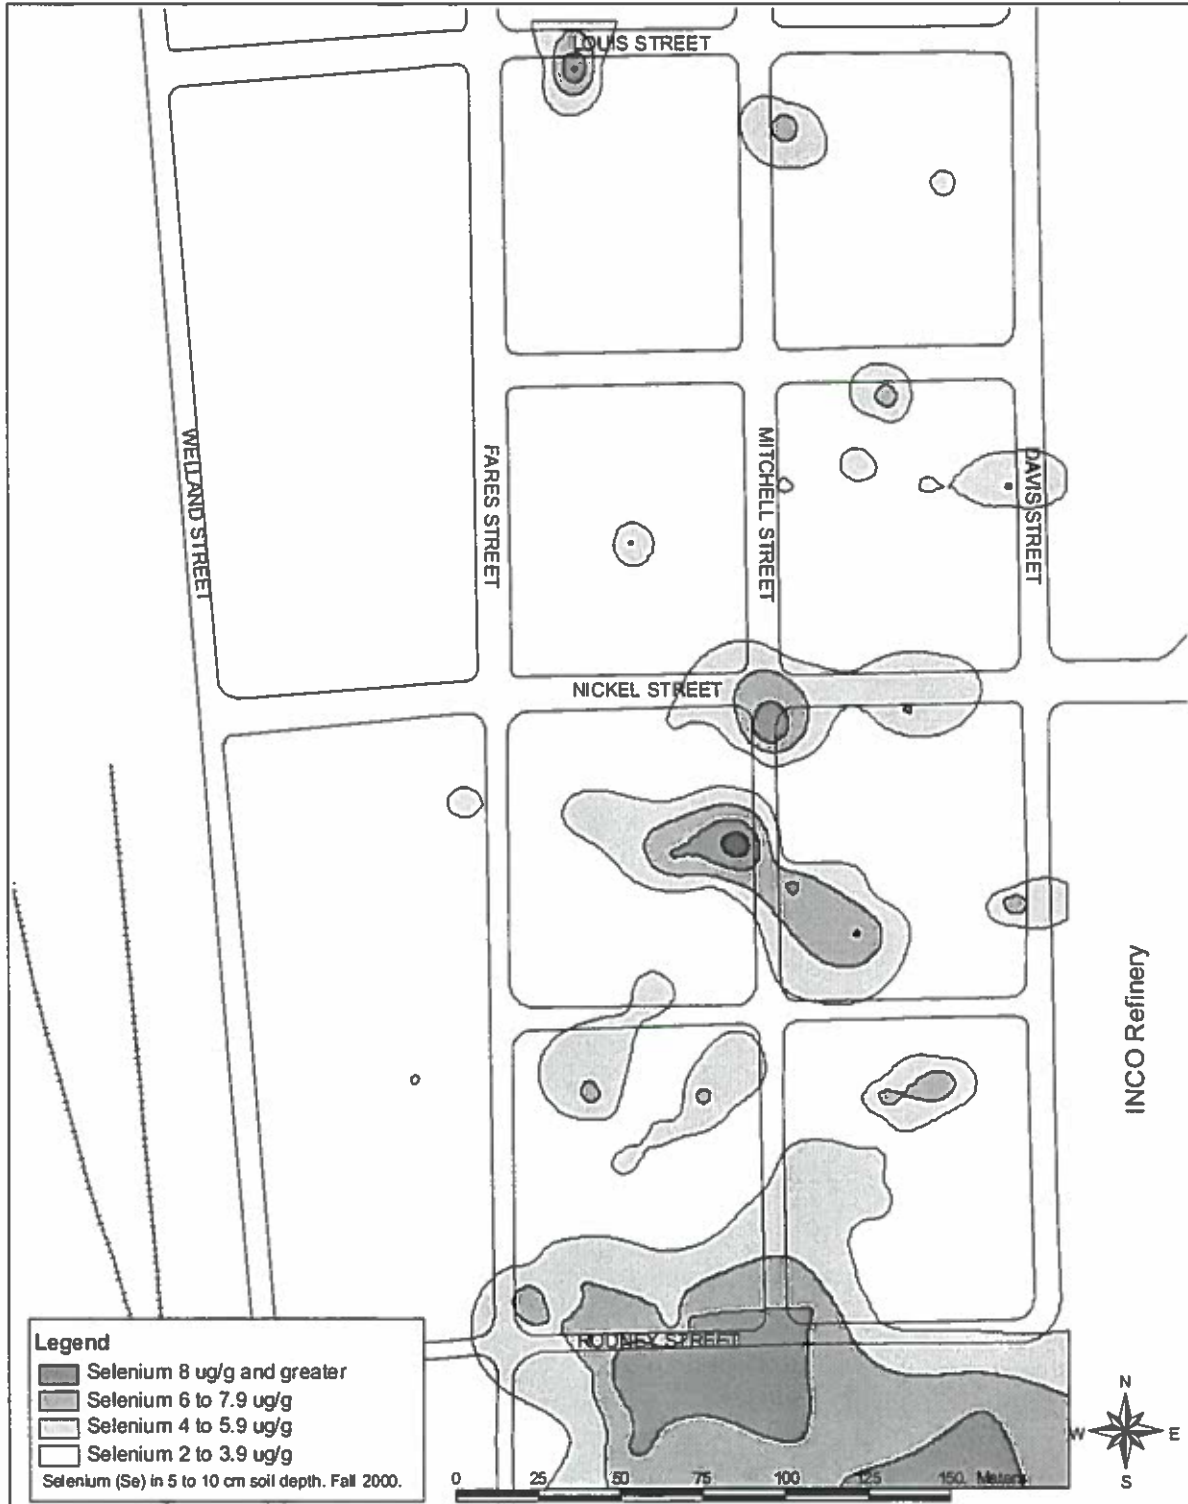 LOUIS STREET
WELLAND STREET
FARES STREET
MITCHELL STREET
DAVIS STREET
NICKEL STREET
INCO Refinery
RODNEY STREET
Legend
Selenium 8 ug/g and greater
Selenium 6 to 7.9 ug/g
Selenium 4 to 5.9 ug/g
Selenium 2 to 3.9 ug/g
Selenium (Se) in 5 to 10 cm soil depth. Fall 2000.
0 25 50 75 100 125 150 Meters
N
W E
S